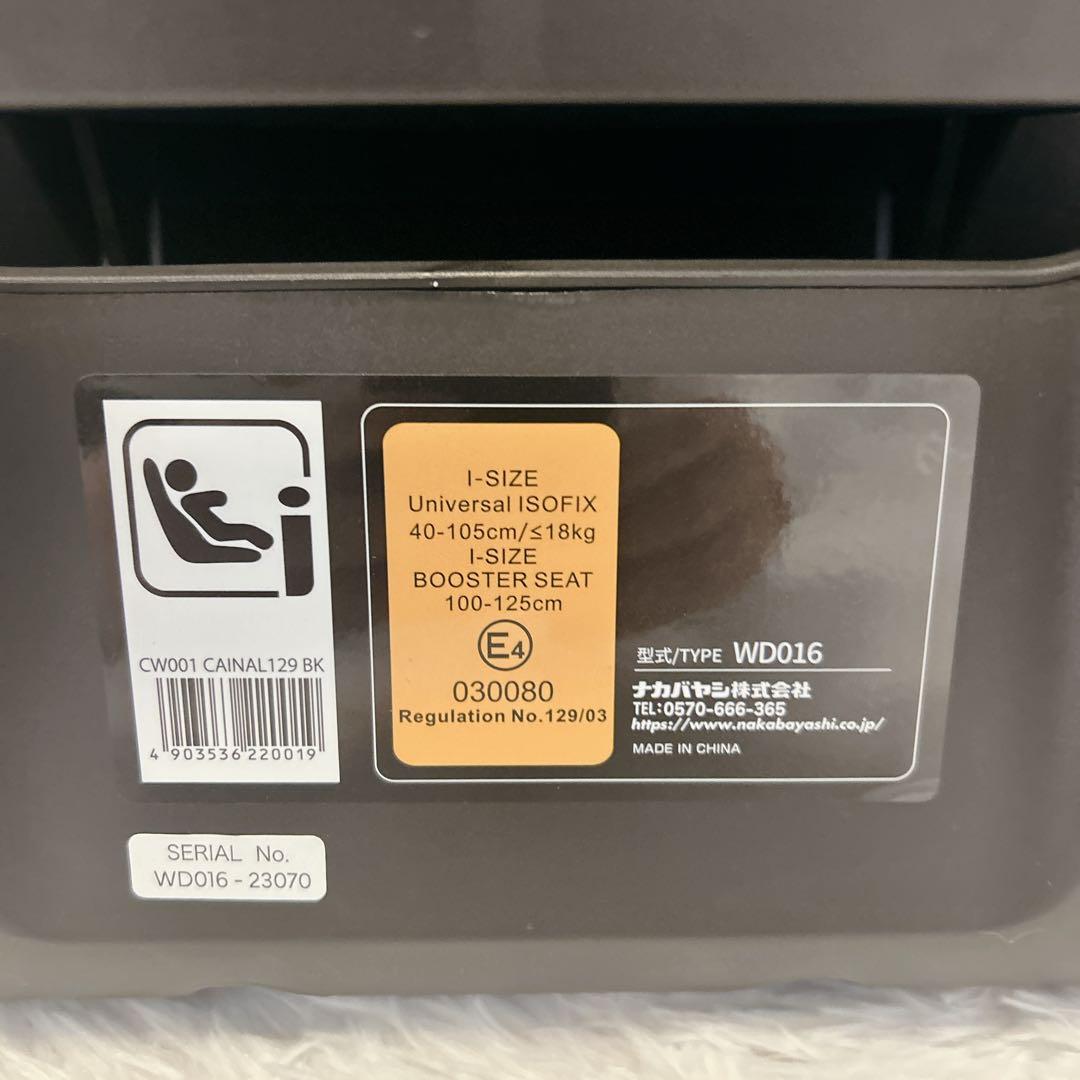 CW001 CAINAL129 BK
4 903536 220019
I-SIZE
Universal ISOFIX
40-105cm/≤18kg
I-SIZE
BOOSTER SEAT
100-125cm
E4
030080
Regulation No.129/03
型式/TYPE WD016
ナカバヤシ株式会社
TEL:0570-666-365
https://www.nakabayashi.co.jp/
MADE IN CHINA
SERIAL No.
WD016-23070